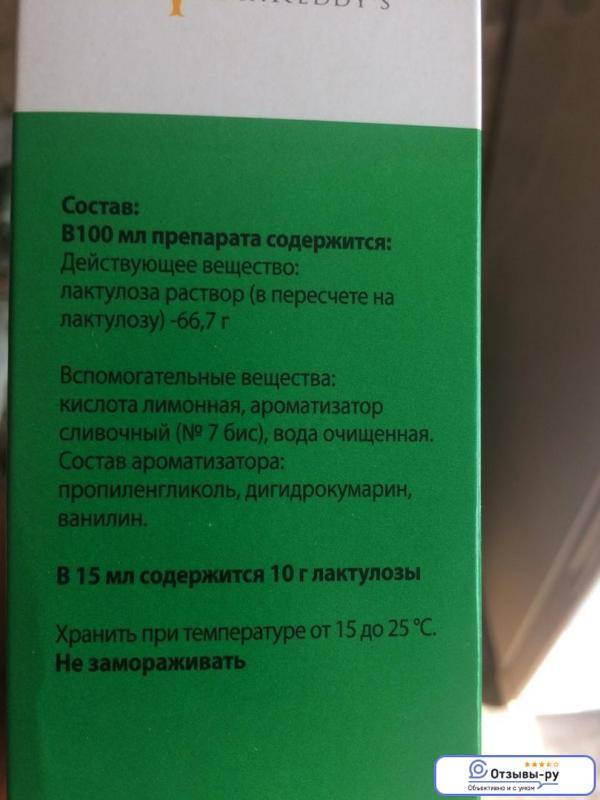 Состав:
В100 мл препарата содержится:
Действующее вещество:
лактулоза раствор (в пересчете на
лактулозу) -66,7 г
Вспомогательные вещества:
кислота лимонная, ароматизатор
сливочный (№ 7 бис), вода очищенная.
Состав ароматизатора:
пропиленгликоль, дигидрокумарин,
ванилин.
В 15 мл содержится 10 г лактулозы
Хранить при температуре от 15 до 25 °С.
Не замораживать
Отзывы-ру
Объективно и с умом